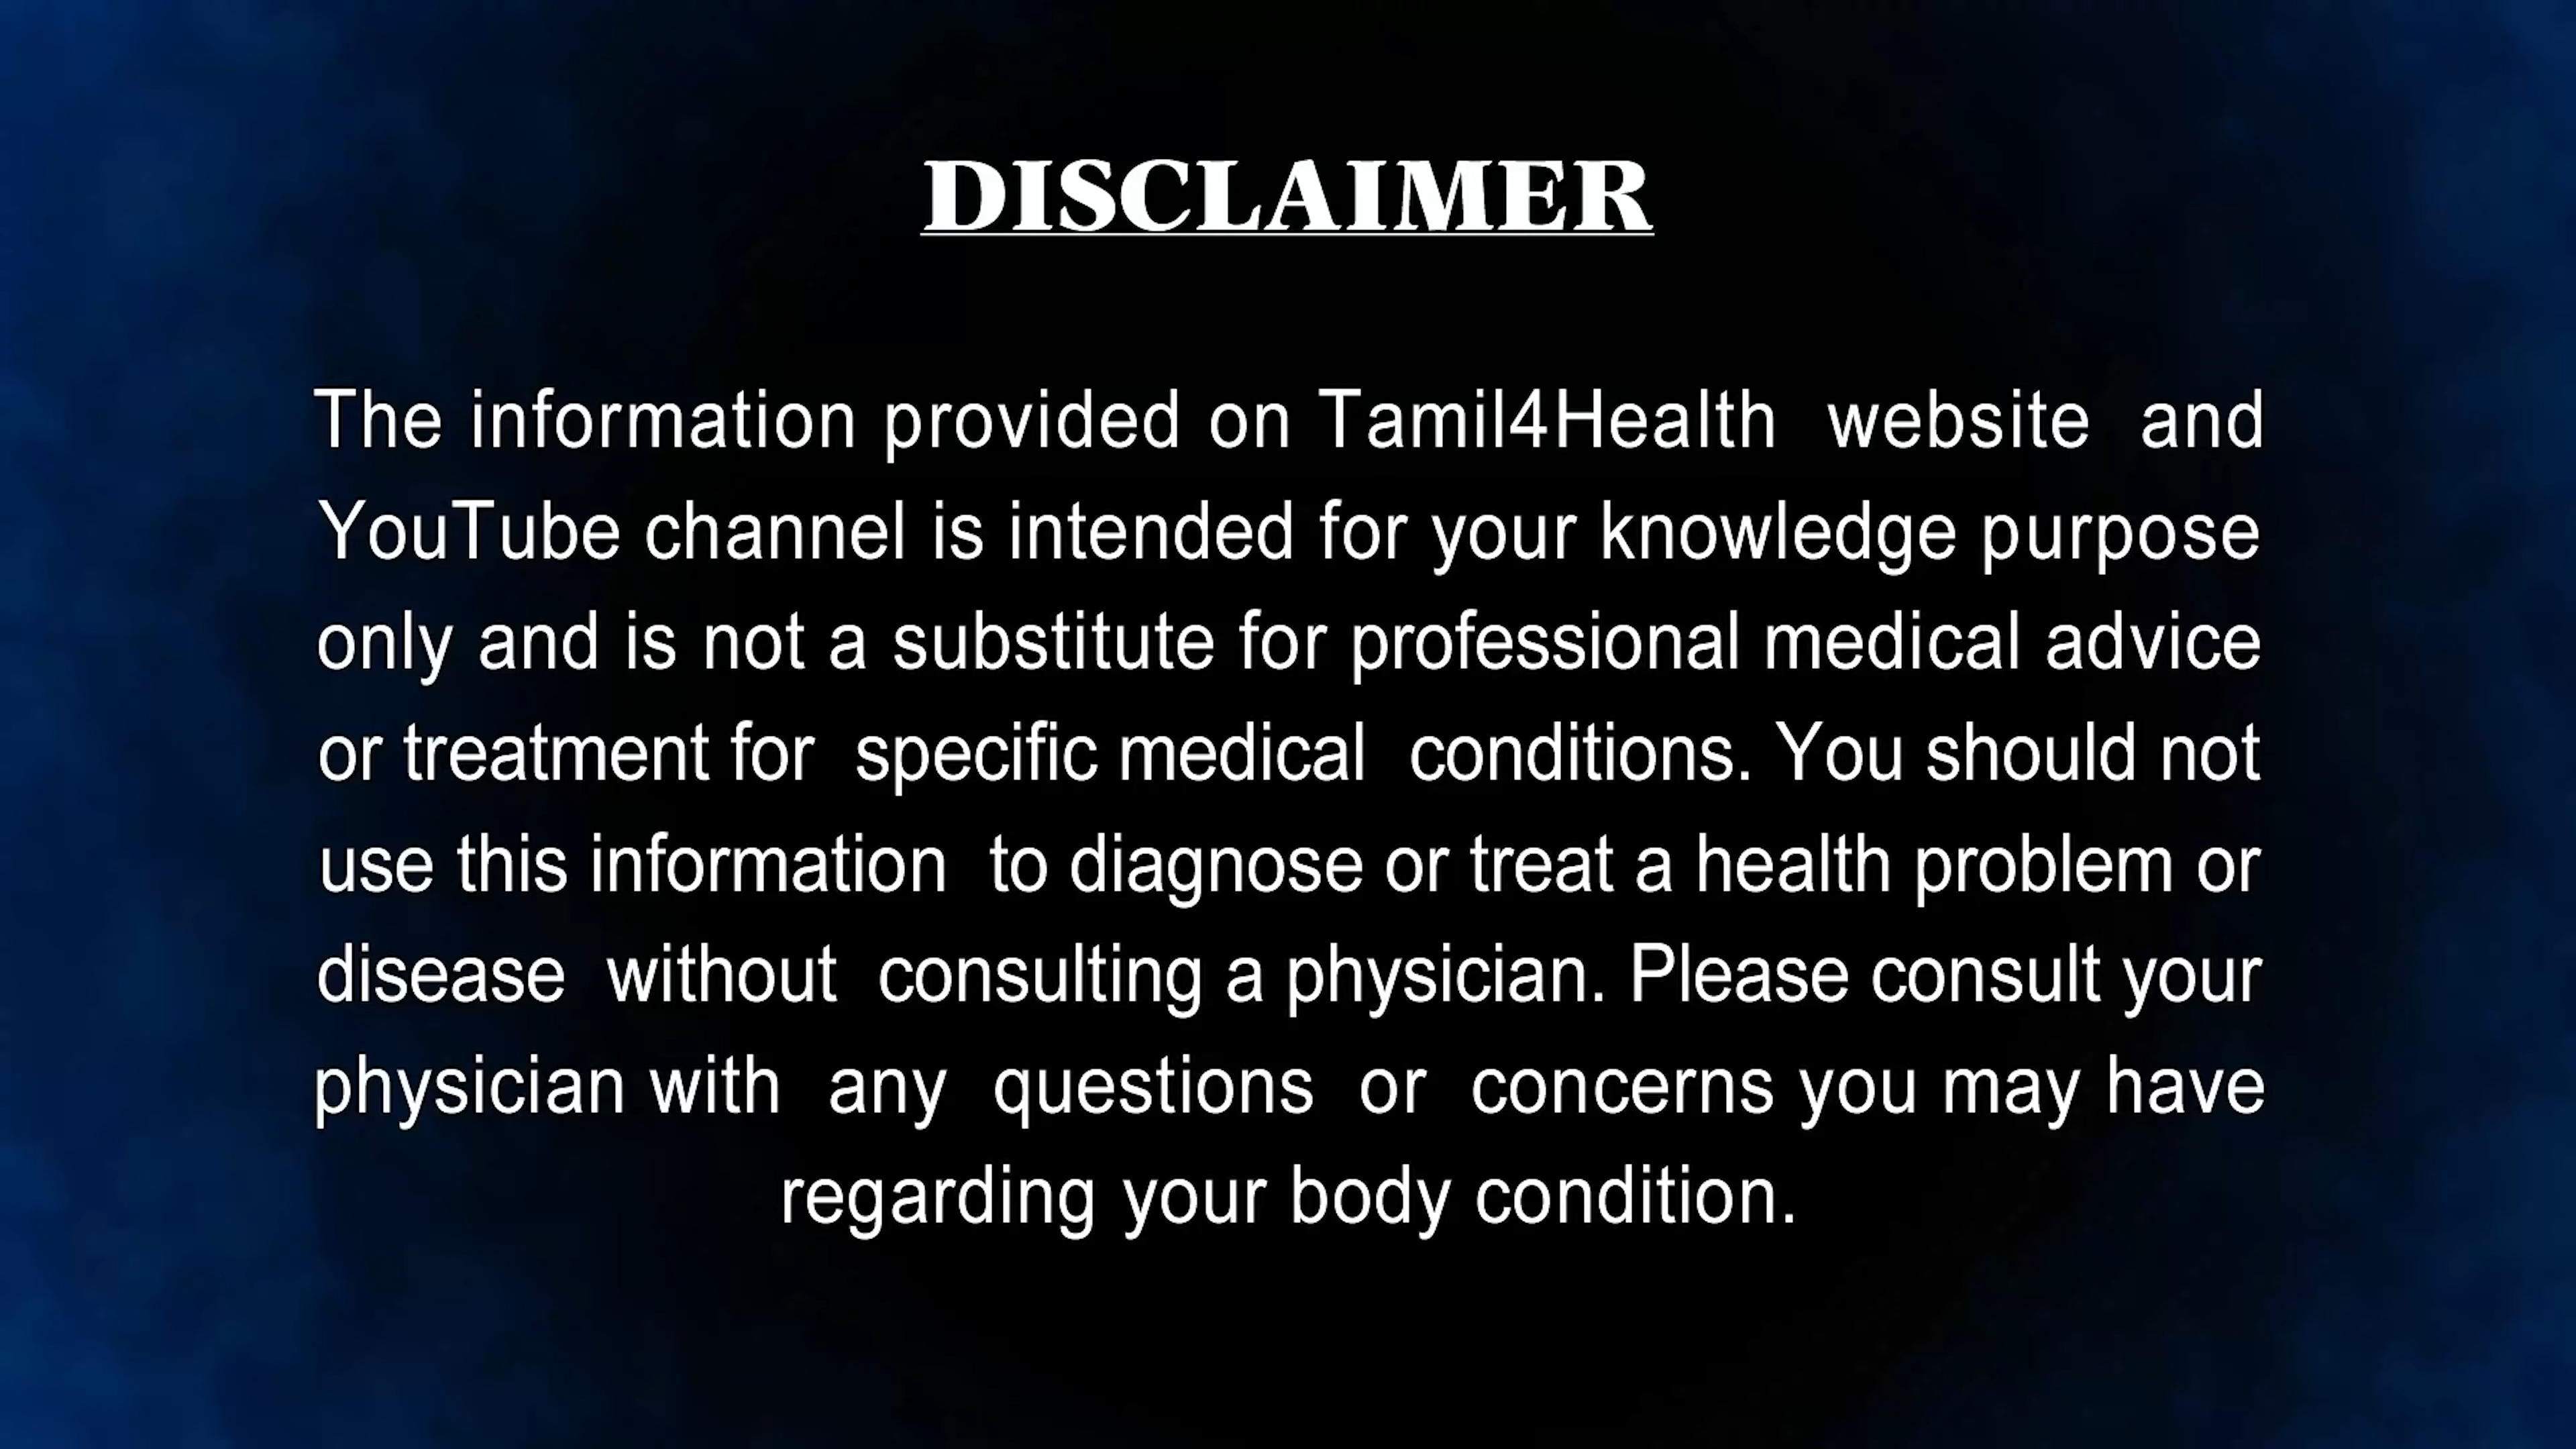 DISCLAIMER
The information provided on Tamil4Health website and
YouTube channel is intended for your knowledge purpose
only and is not a substitute for professional medical advice
or treatment for specific medical conditions. You should not
use this information to diagnose or treat a health problem or
disease without consulting a physician. Please consult your
physician with any questions or concerns you may have
regarding your body condition.